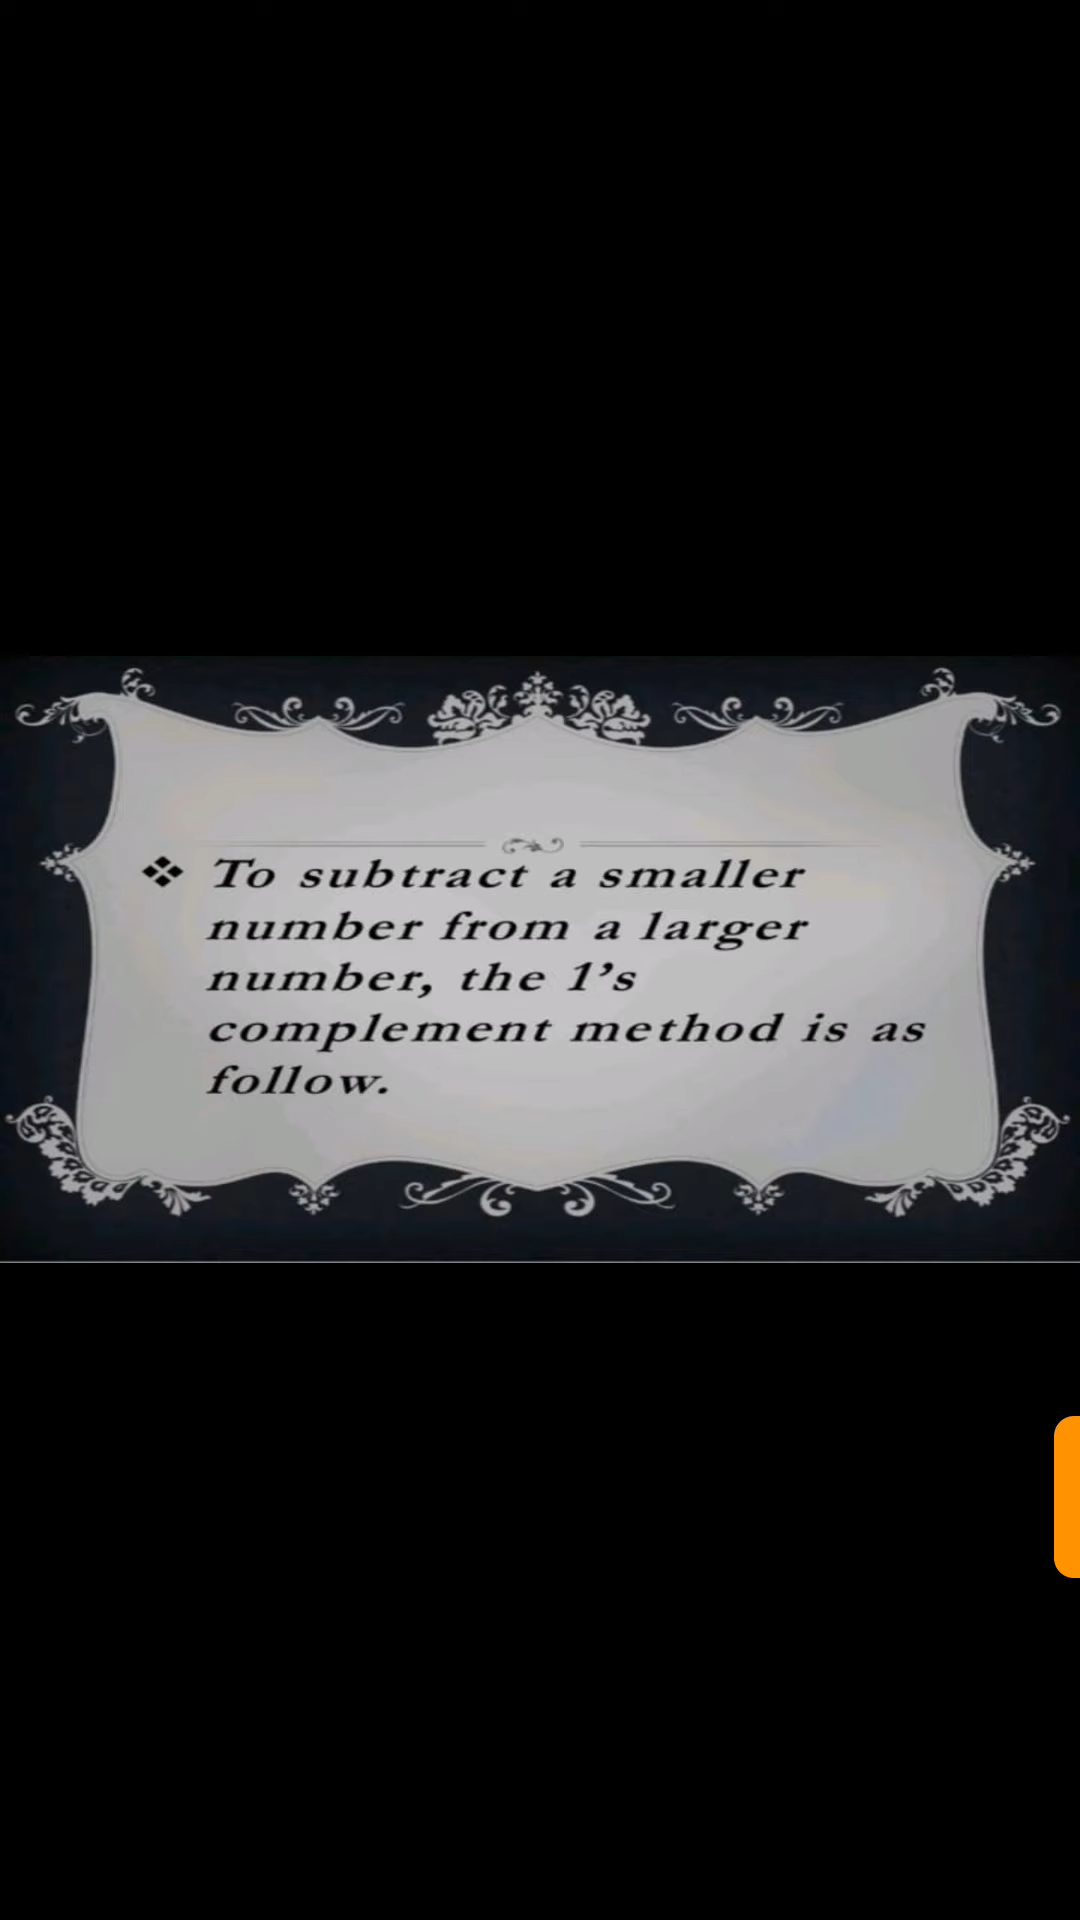 ❖ To subtract a smaller
number from a larger
number, the 1’s
complement method is as
follow.